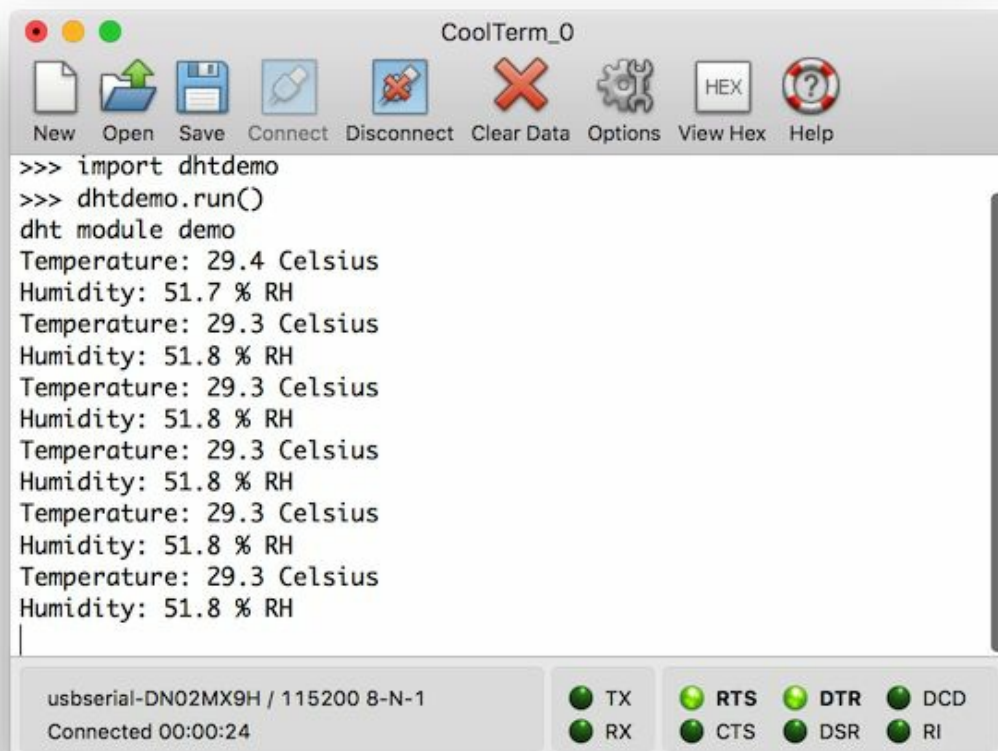 CoolTerm_0
HEX
New Open Save Connect Disconnect Clear Data Options View Hex Help
>>> import dhtdemo
>>> dhtdemo.run()
dht module demo
Temperature: 29.4 Celsius
Humidity: 51.7 % RH
Temperature: 29.3 Celsius
Humidity: 51.8 % RH
Temperature: 29.3 Celsius
Humidity: 51.8 % RH
Temperature: 29.3 Celsius
Humidity: 51.8 % RH
Temperature: 29.3 Celsius
Humidity: 51.8 % RH
Temperature: 29.3 Celsius
Humidity: 51.8 % RH
usbserial-DN02MX9H / 115200 8-N-1 TX RTS DTR DCD
Connected 00:00:24 RX CTS DSR RI